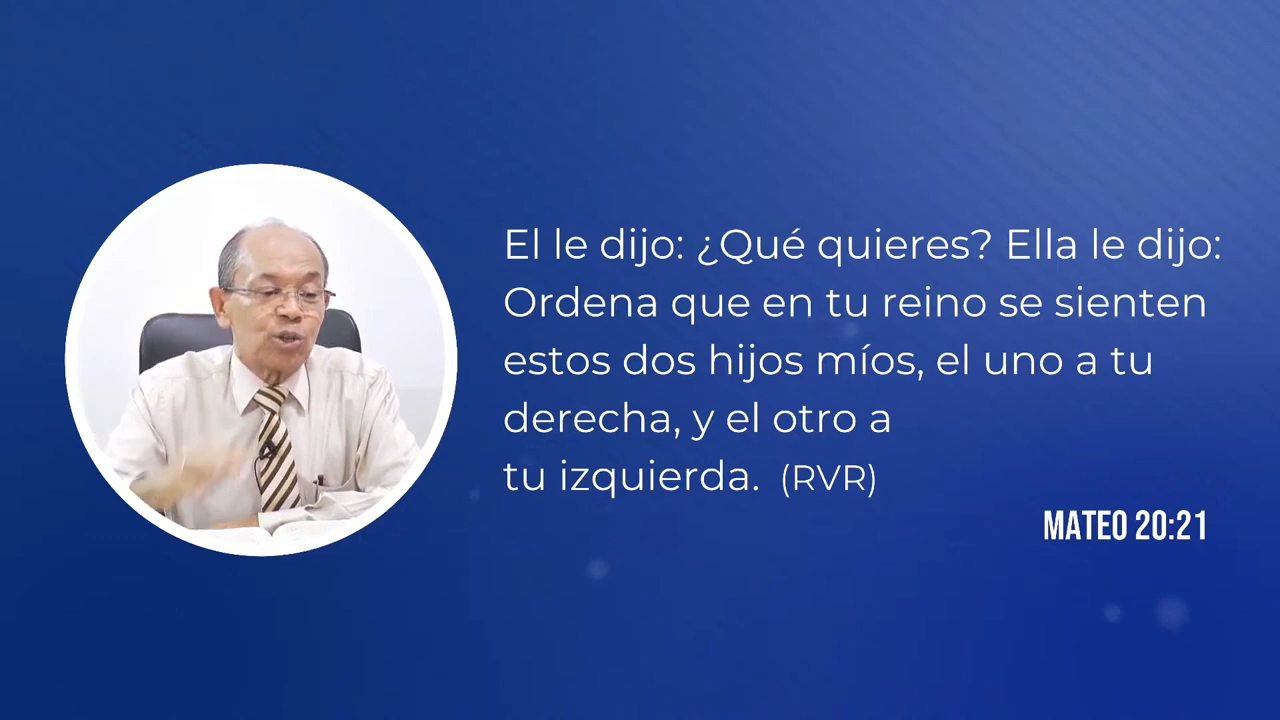 El le dijo: ¿Qué quieres? Ella le dijo:
Ordena que en tu reino se sienten
estos dos hijos míos, el uno a tu
derecha, y el otro a
tu izquierda. (RVR)
MATEO 20:21